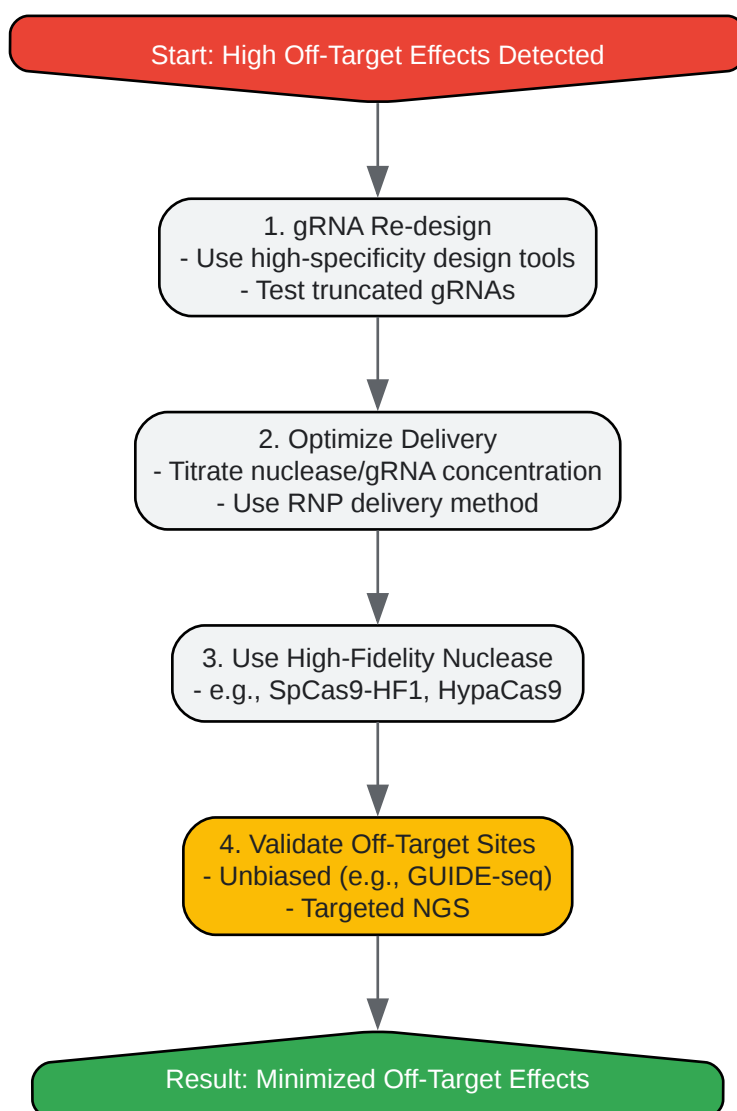 Start: High Off-Target Effects Detected
1. gRNA Re-design
- Use high-specificity design tools
- Test truncated gRNAs
2. Optimize Delivery
- Titrate nuclease/gRNA concentration
- Use RNP delivery method
3. Use High-Fidelity Nuclease
- e.g., SpCas9-HF1, HypaCas9
4. Validate Off-Target Sites
- Unbiased (e.g., GUIDE-seq)
- Targeted NGS
Result: Minimized Off-Target Effects